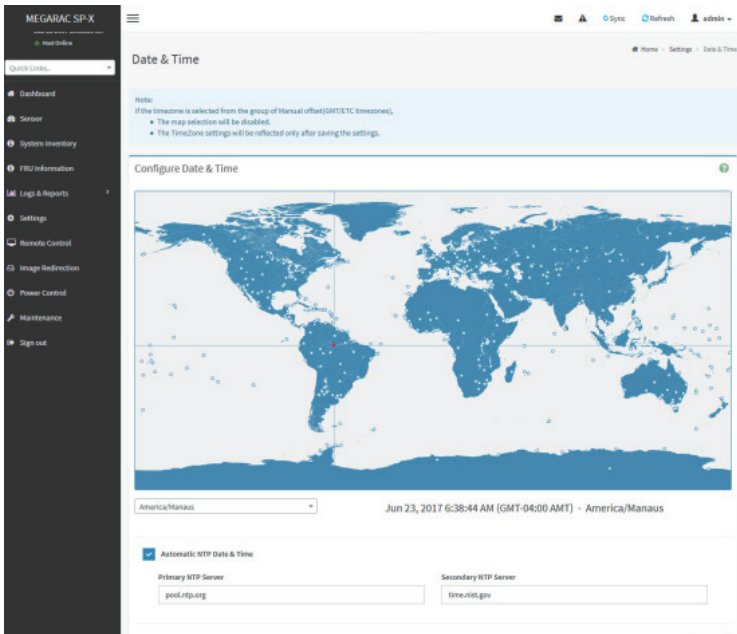 MEGARAC SP-X
Host Online
Quick Links...
Dashboard
Sensor
System Inventory
FRU Information
Logs & Reports
Settings
Remote Control
Image Redirection
Power Control
Maintenance
Sign out
Sync Refresh admin
Home - Settings - Date & Time
Date & Time
Note:
If the timezone is selected from the group of Manual offset(GMT/ETC timezones),
The map selection will be disabled.
The TimeZone settings will be reflected only after saving the settings.
Configure Date & Time
America/Manaus
Jun 23, 2017 6:38:44 AM (GMT-04:00 AMT) - America/Manaus
Automatic NTP Date & Time
Primary NTP Server
pool.ntp.org
Secondary NTP Server
time.nist.gov